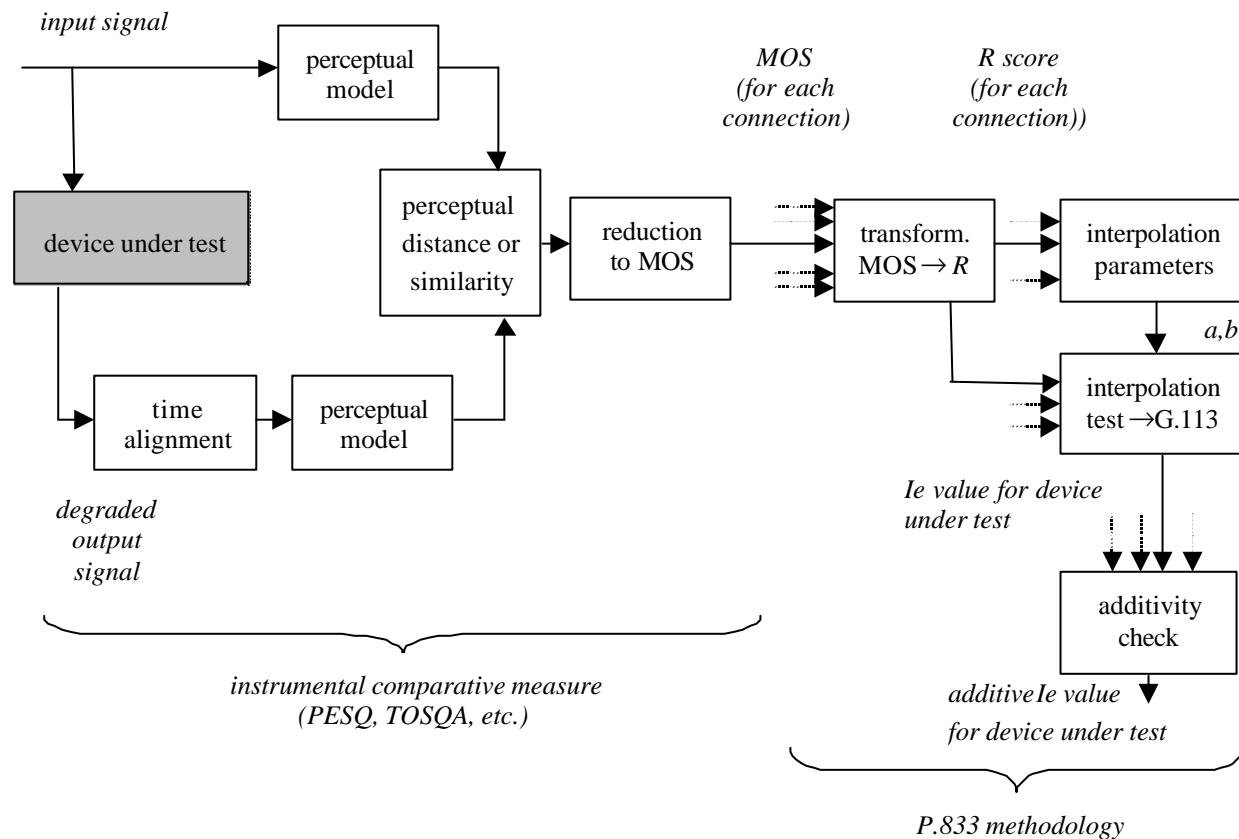 input signal
perceptual
model
MOS
(for each
connection)
R score
(for each
connection))
device under test
perceptual
distance or
similarity
reduction
to MOS
transform.
MOS → R
interpolation
parameters
a,b
time
alignment
perceptual
model
interpolation
test → G.113
degraded
output
signal
Ie value for device
under test
additivity
check
instrumental comparative measure
(PESQ, TOSQA, etc.)
additive Ie value
for device under test
P.833 methodology